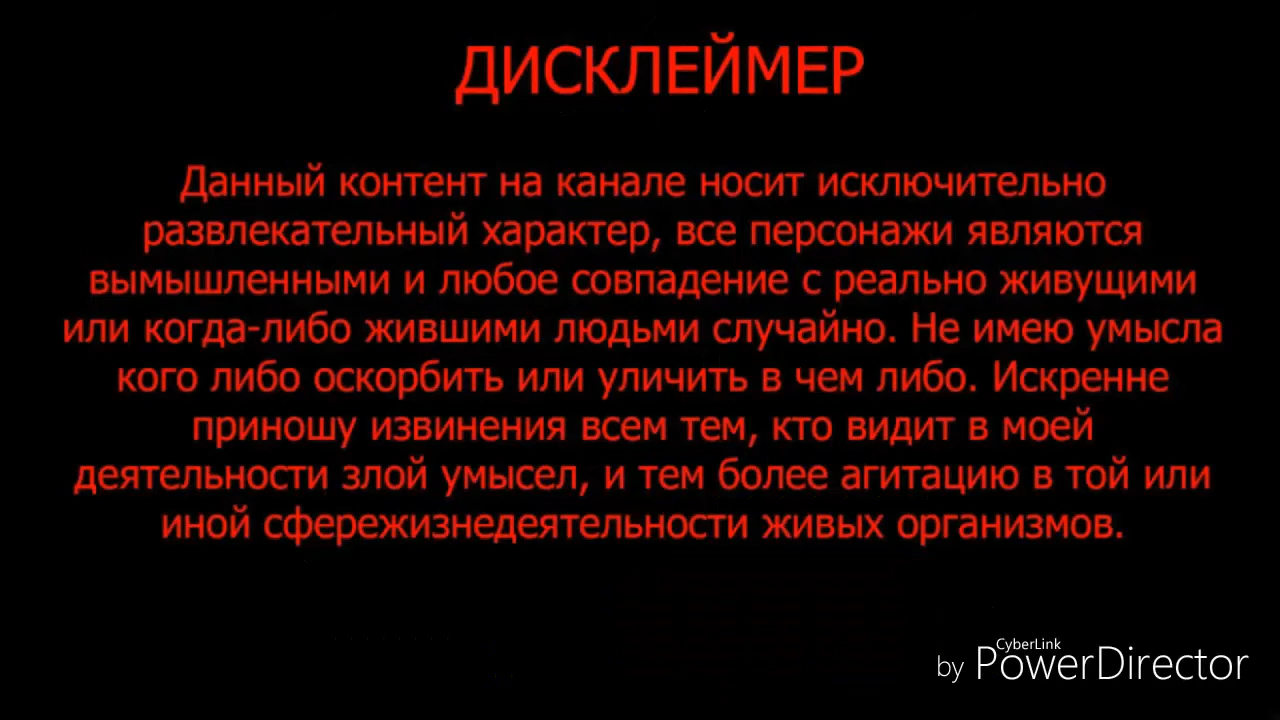 ДИСКЛЕЙМЕР
Данный контент на канале носит исключительно
развлекательный характер, все персонажи являются
вымышленными и любое совпадение с реально живущими
или когда-либо жившими людьми случайно. Не имею умысла
кого либо оскорбить или уличить в чем либо. Искренне
приношу извинения всем тем, кто видит в моей
деятельности злой умысел, и тем более агитацию в той или
иной сфережизнедеятельности живых организмов.
CyberLink
by PowerDirector